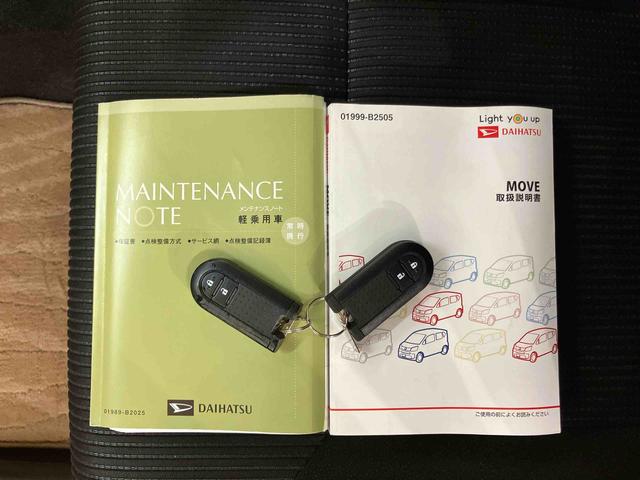 MAINTENANCE
NOTE
メンテナンスノート
軽乗用車
常時
携行
●保証書 ●点検整備方式 ●サービス網 ●点検整備記録簿
01989-B2025
DAIHATSU
01999-B2505
Light you up
DAIHATSU
MOVE
取扱説明書
ご使用の前によくお読みください